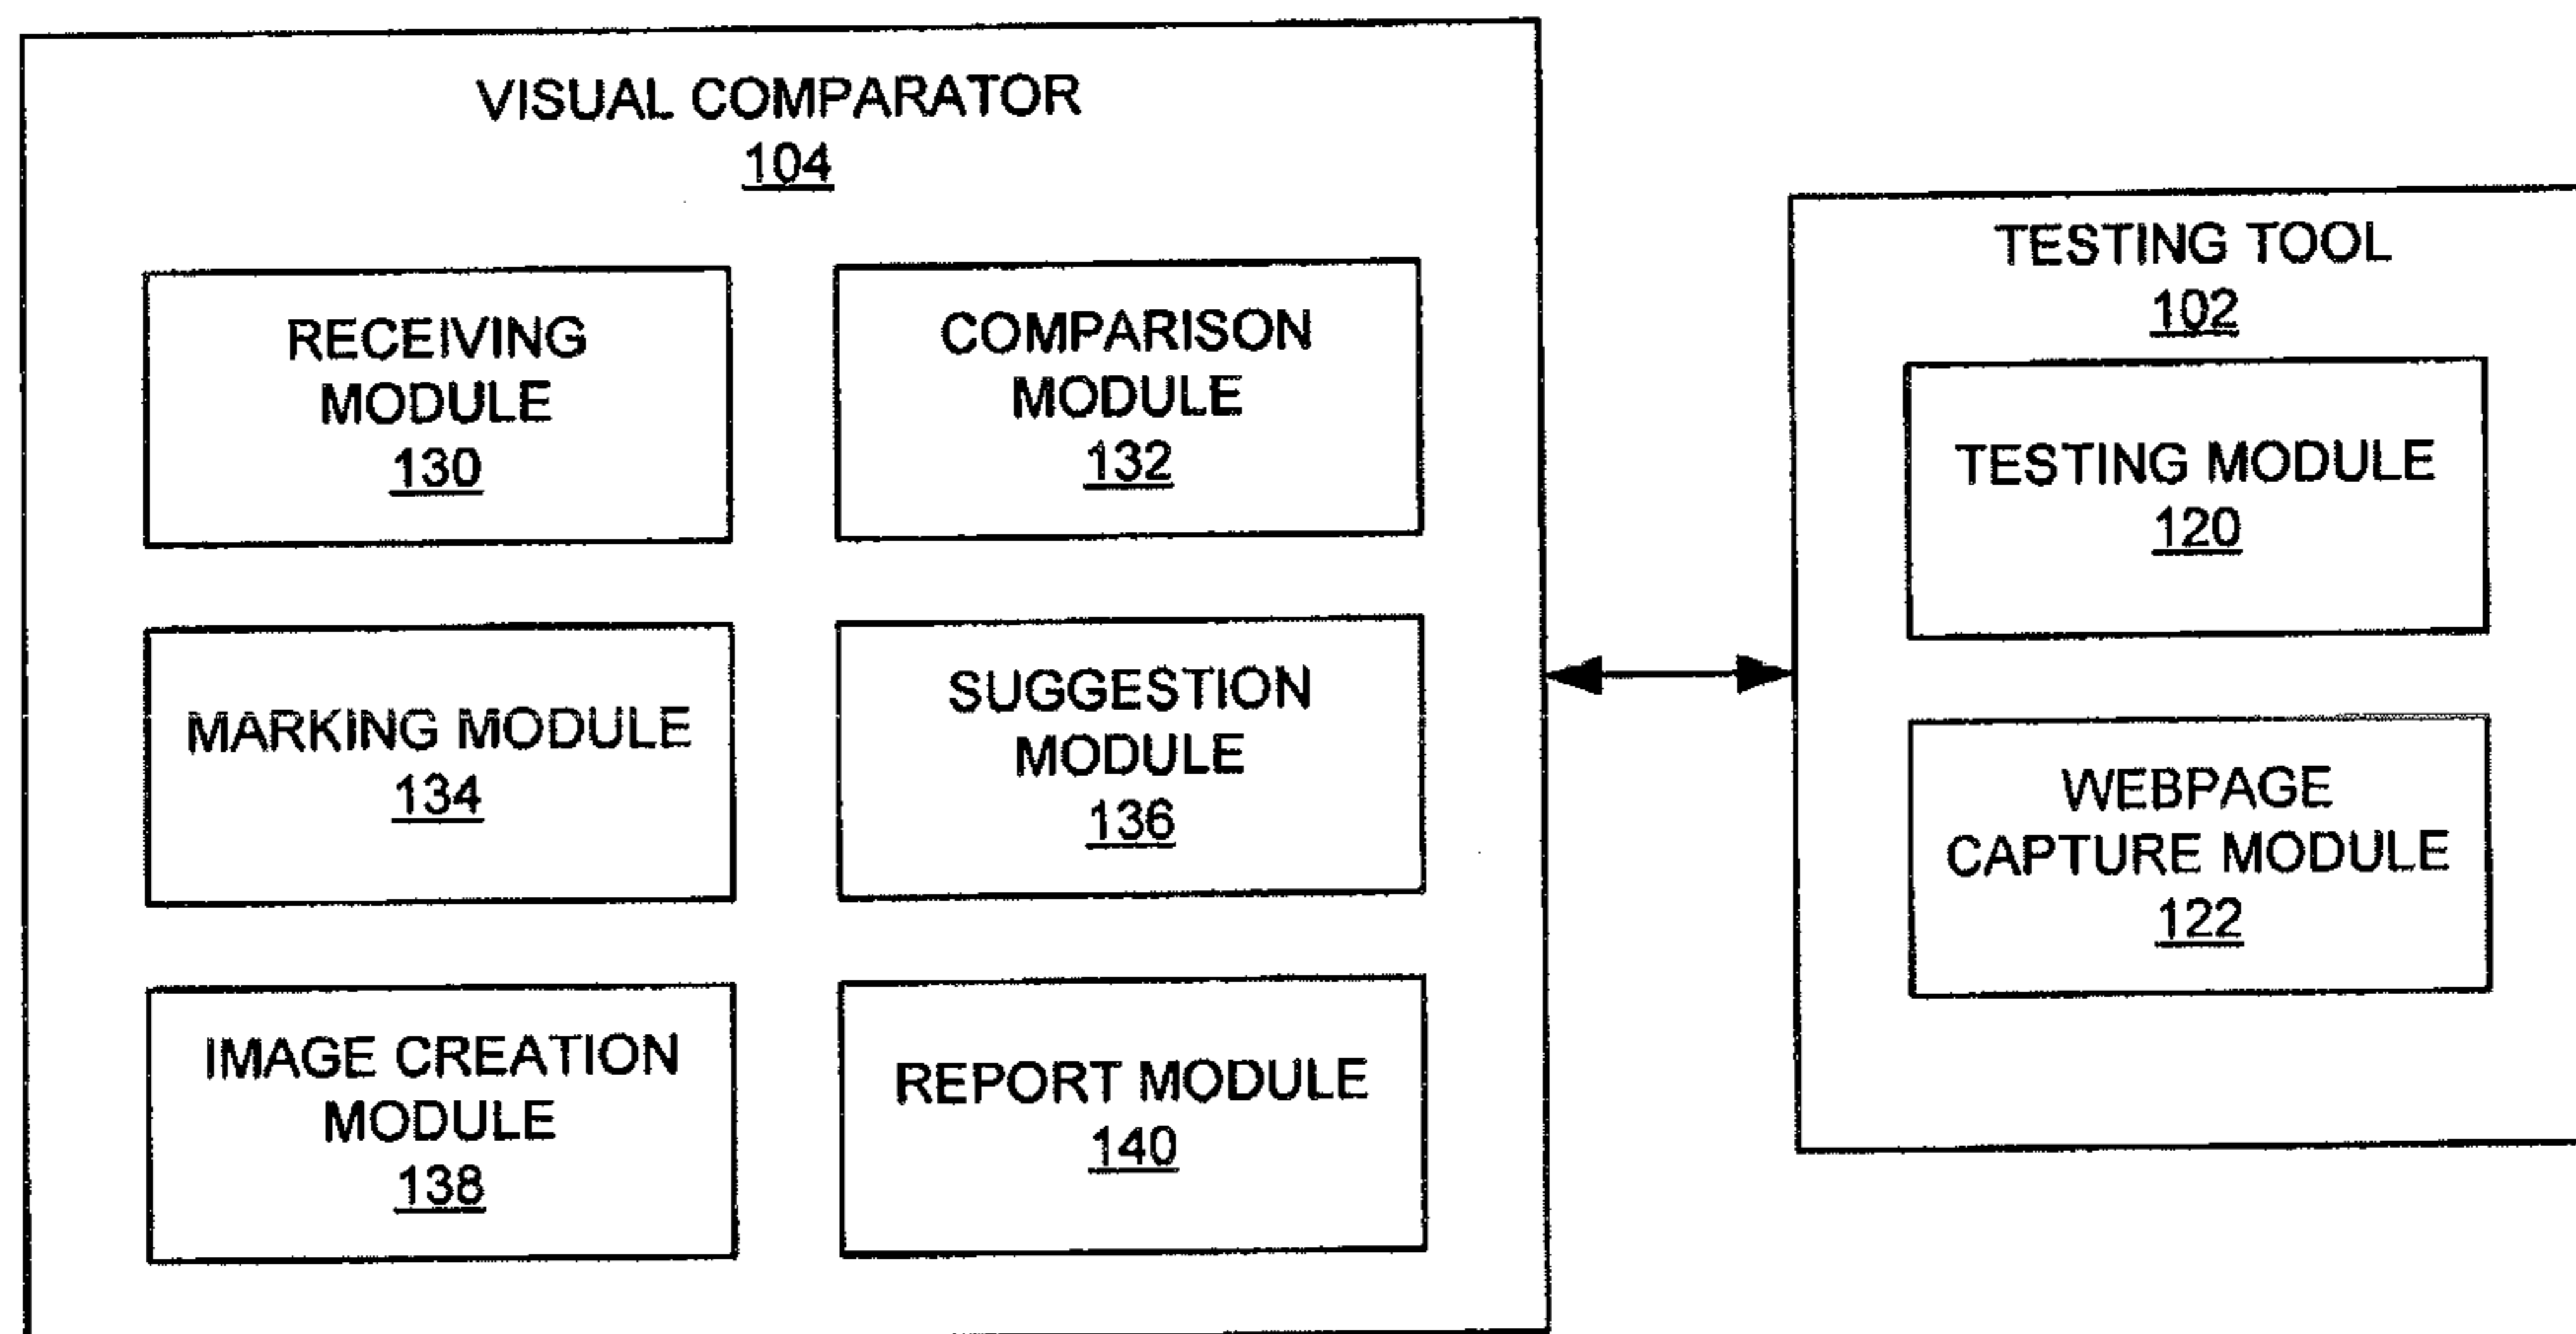 VISUAL COMPARATOR
104
RECEIVING
MODULE
130
COMPARISON
MODULE
132
MARKING MODULE
134
SUGGESTION
MODULE
136
IMAGE CREATION
MODULE
138
REPORT MODULE
140
TESTING TOOL
102
TESTING MODULE
120
WEBPAGE
CAPTURE MODULE
122